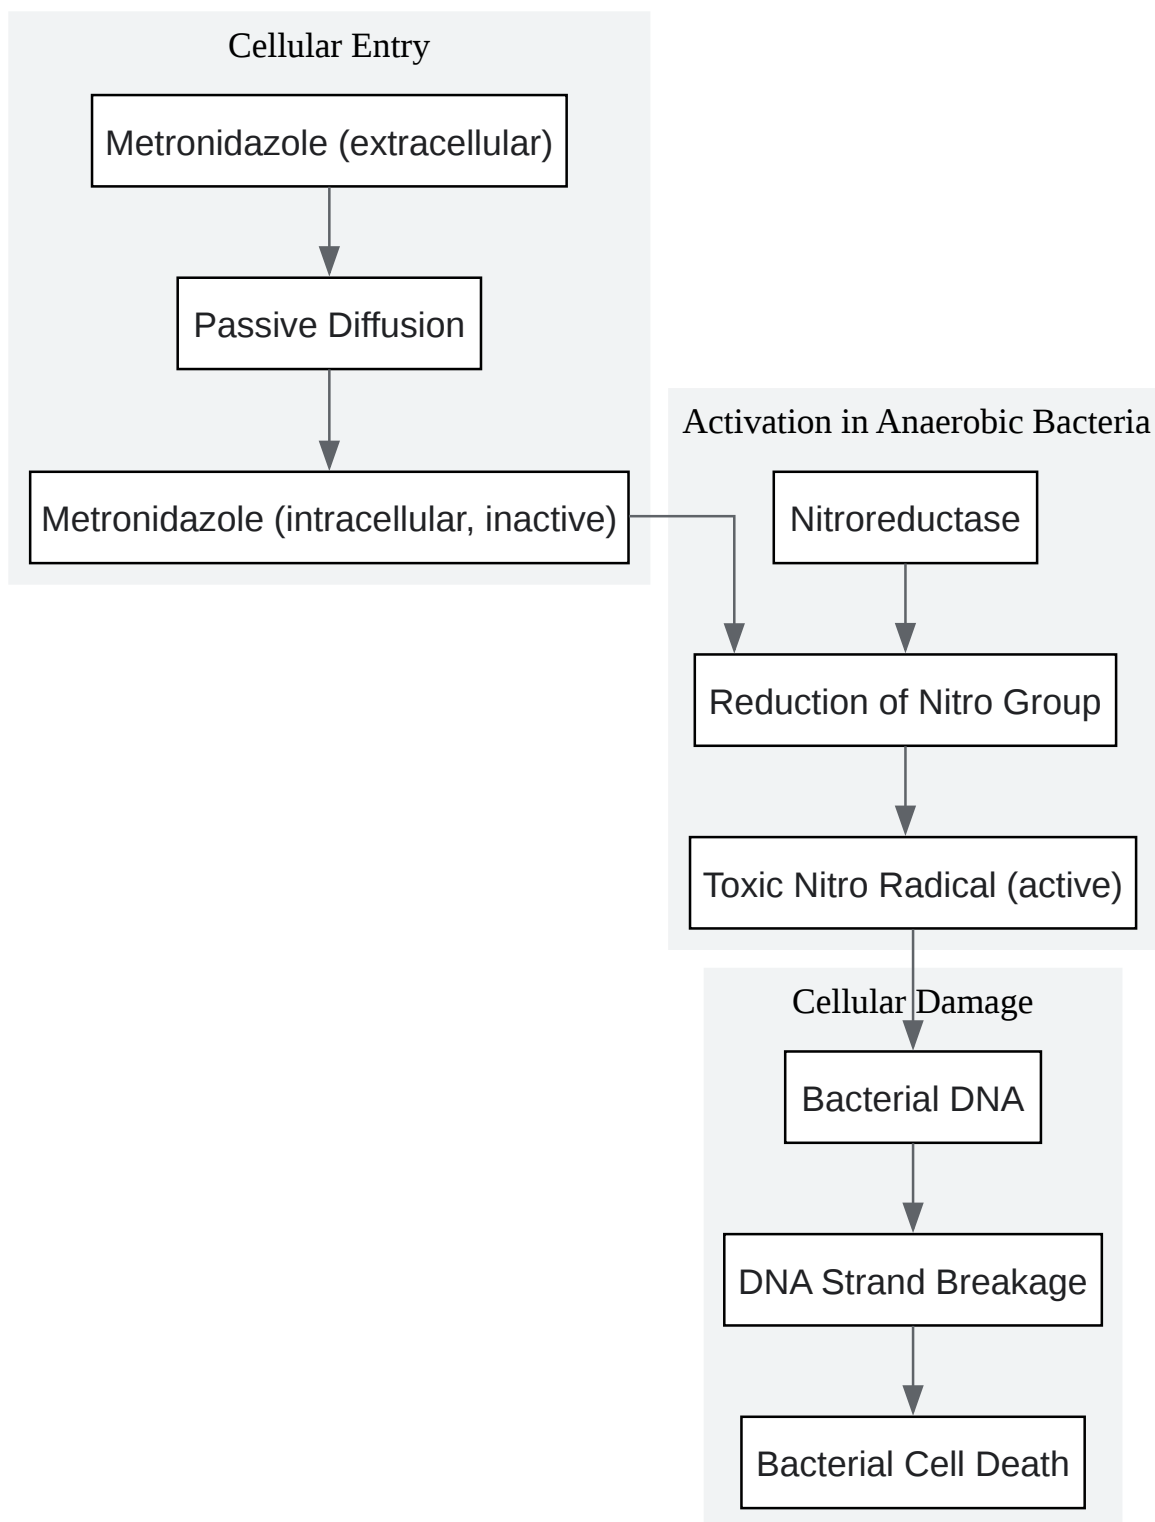 Cellular Entry
Metronidazole (extracellular)
Passive Diffusion
Metronidazole (intracellular, inactive)
Activation in Anaerobic Bacteria
Nitroreductase
Reduction of Nitro Group
Toxic Nitro Radical (active)
Cellular Damage
Bacterial DNA
DNA Strand Breakage
Bacterial Cell Death